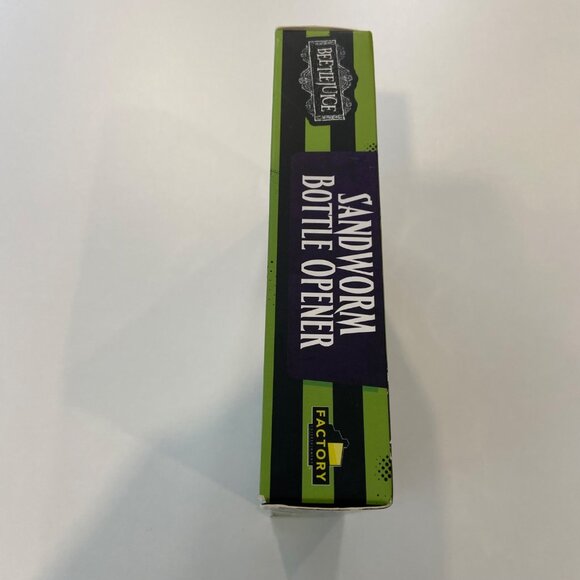 BEETLEJUICE
SANDWORM
BOTTLE OPENER
FACTORY